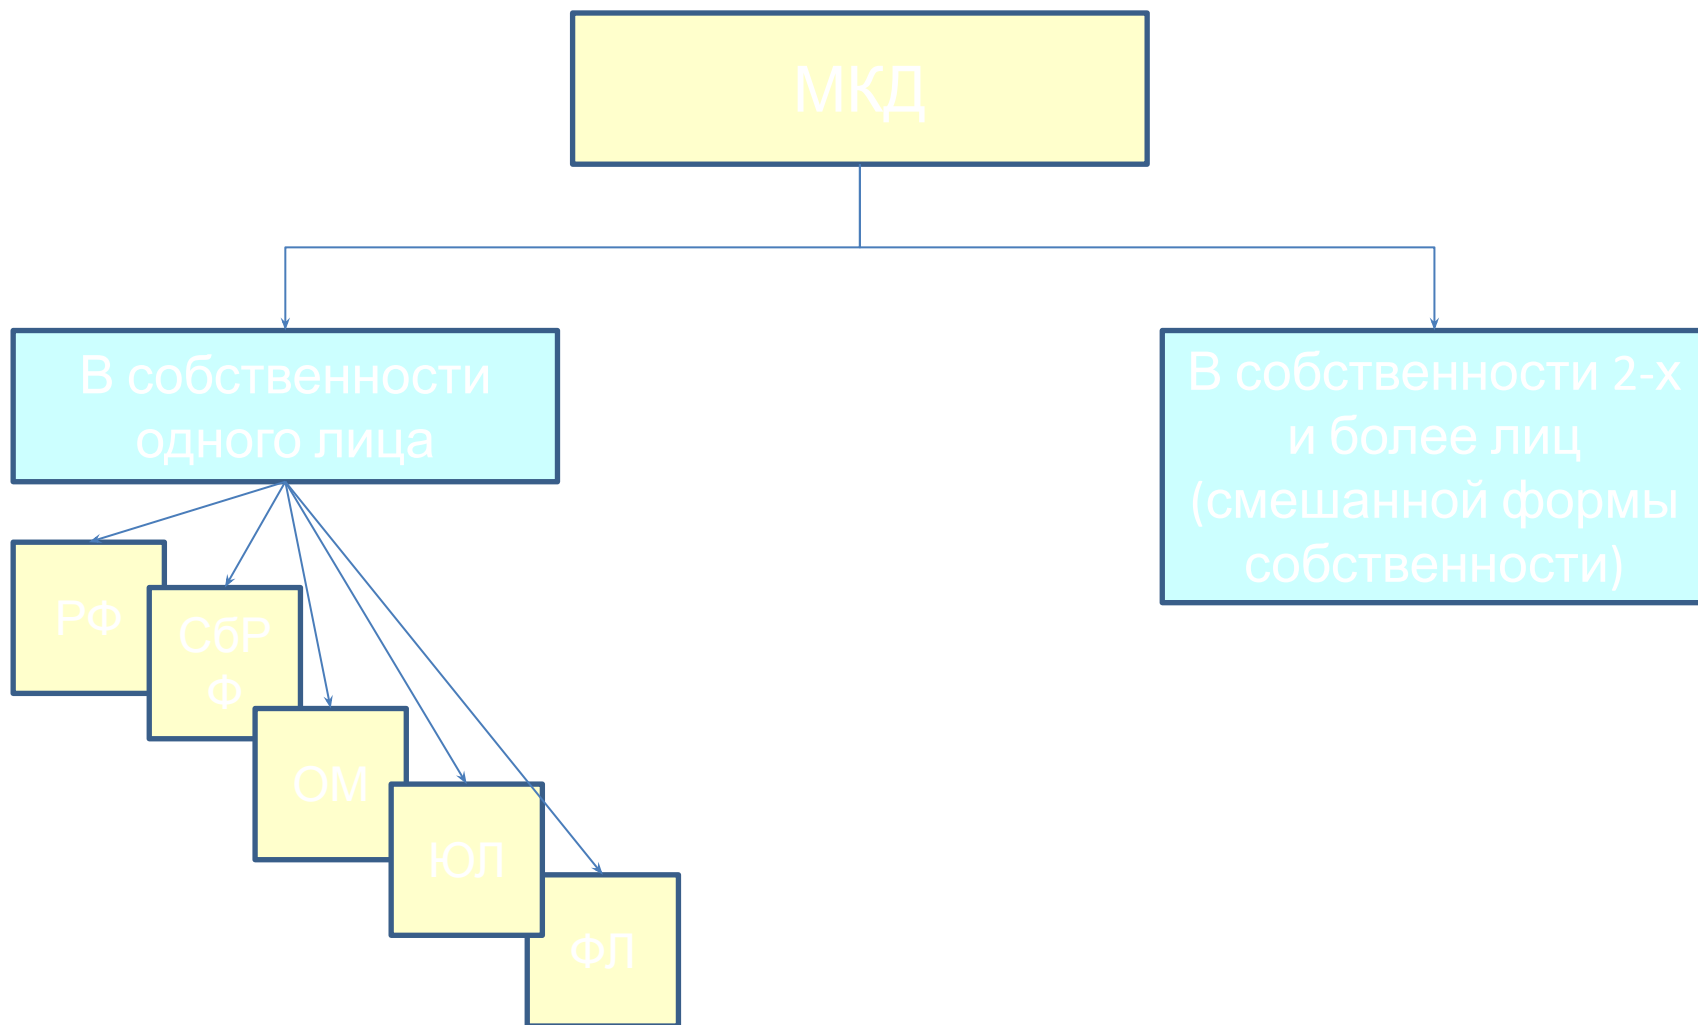 МКД
В собственности
одного лица
В собственности 2-х
и более лиц
(смешанной формы
собственности)
РФ
СбР
Ф
ОМ
ЮЛ
ФЛ